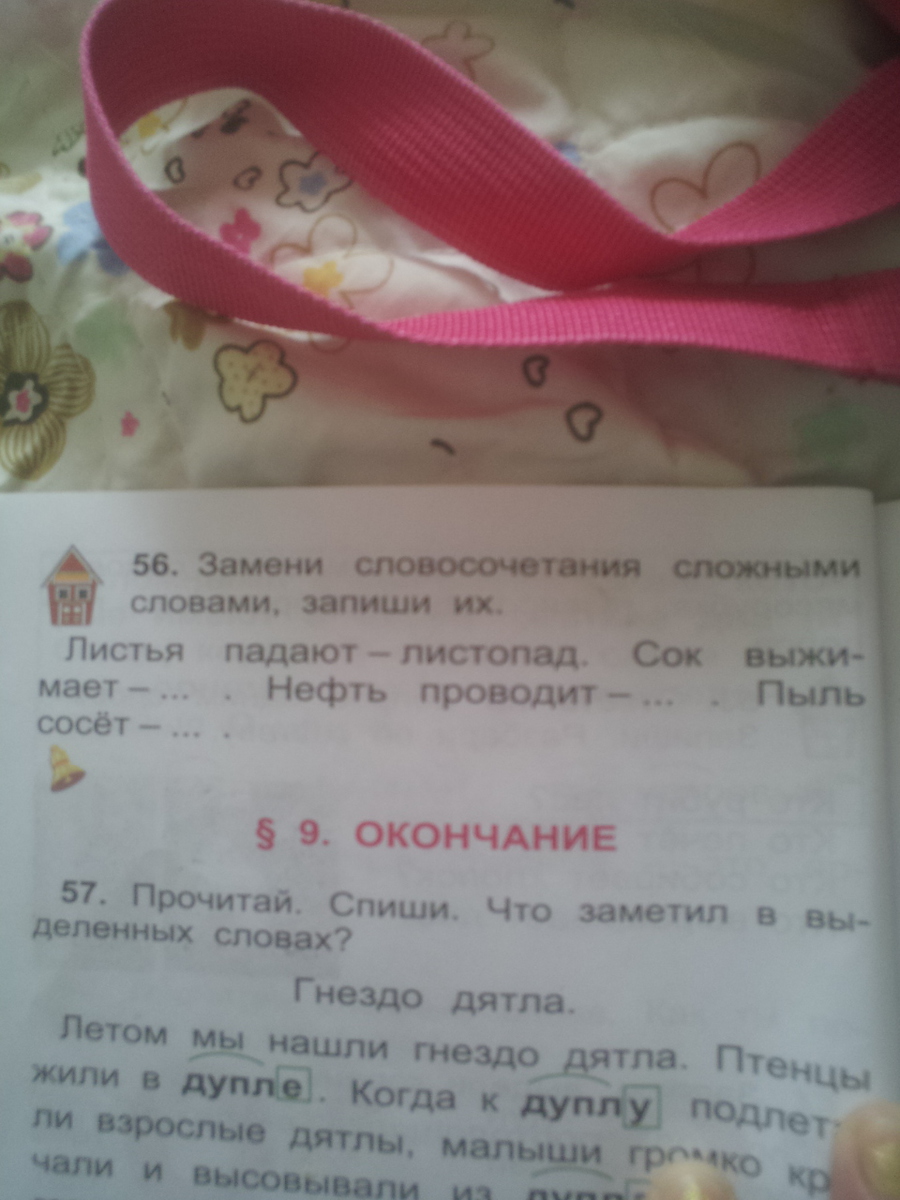 56. Замени словосочетания сложными
словами, запиши их.
Листья падают – листопад. Сок выжи-
мает – ... . Нефть проводит – ... . Пыль
сосёт – ... .
§ 9. ОКОНЧАНИЕ
57. Прочитай. Спиши. Что заметил в вы-
деленных словах?
Гнездо дятла.
Летом мы нашли гнездо дятла. Птенцы
жили в дупле. Когда к дуплу
ли взрослые дятлы, малыши громко
чали и высовывали из